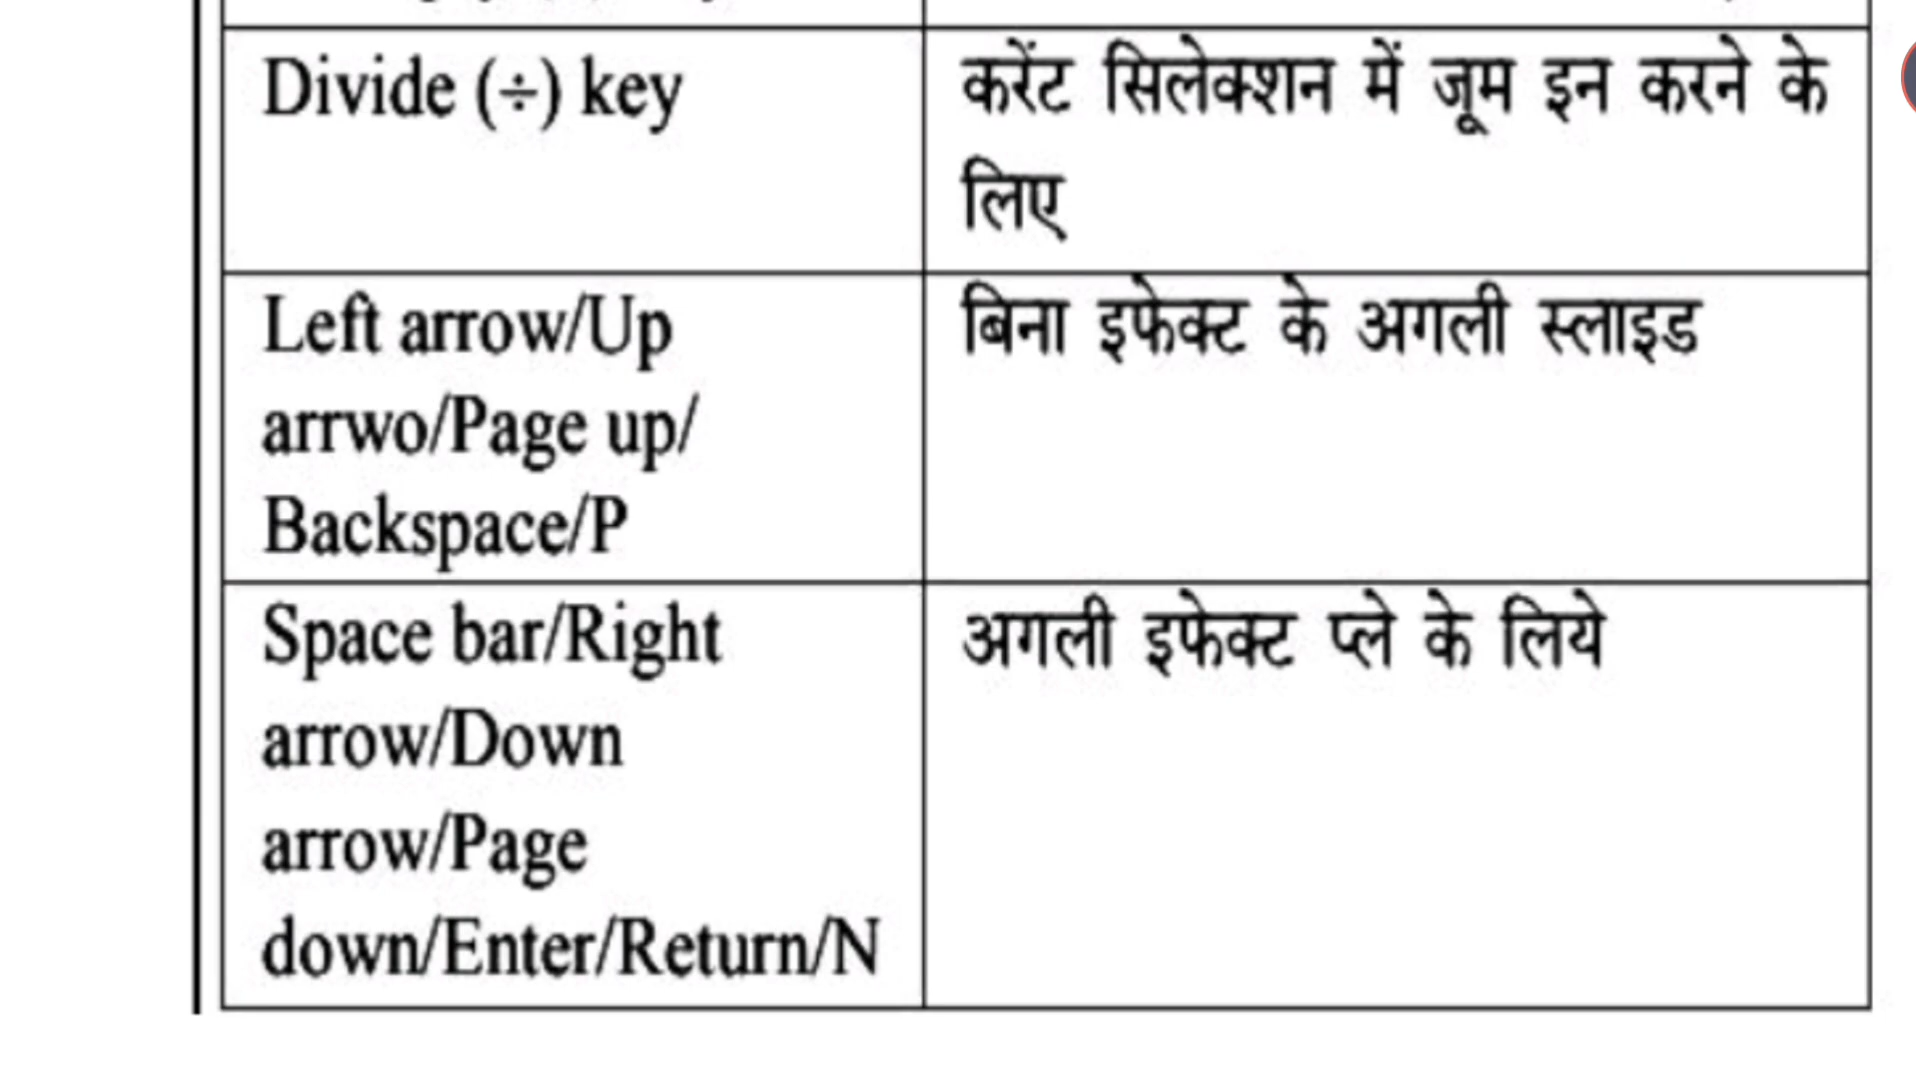 Divide (÷) key
करेंट सिलेक्शन में जूम इन करने के
लिए
Left arrow/Up
arrwo/Page up/
Backspace/P
बिना इफेक्ट के अगली स्लाइड
Space bar/Right
arrow/Down
arrow/Page
down/Enter/Return/N
अगली इफेक्ट प्ले के लिये